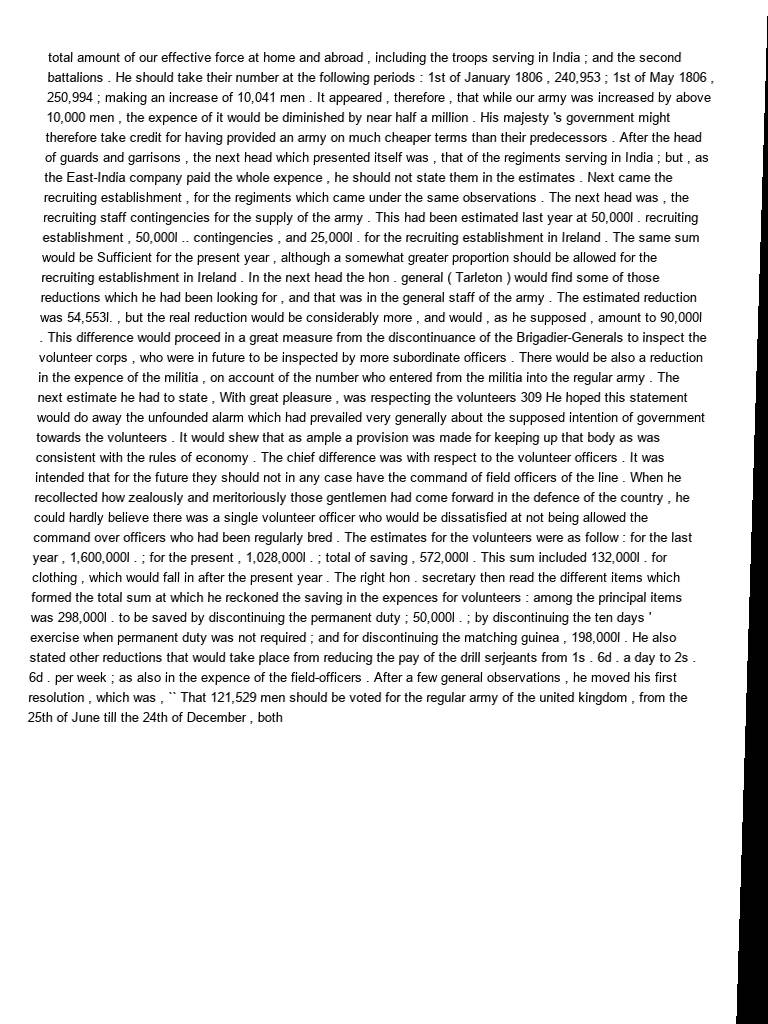 total amount of our effective force at home and abroad , including the troops serving in India ; and the second
battalions . He should take their number at the following periods : 1st of January 1806 , 240,953 ; 1st of May 1806 ,
250,994 ; making an increase of 10,041 men . It appeared , therefore , that while our army was increased by above
10,000 men , the expence of it would be diminished by near half a million . His majesty 's government might
therefore take credit for having provided an army on much cheaper terms than their predecessors . After the head
of guards and garrisons , the next head which presented itself was , that of the regiments serving in India ; but , as
the East-India company paid the whole expence , he should not state them in the estimates . Next came the
recruiting establishment , for the regiments which came under the same observations . The next head was , the
recruiting staff contingencies for the supply of the army . This had been estimated last year at 50,000l . recruiting
establishment , 50,000l .. contingencies , and 25,000l . for the recruiting establishment in Ireland . The same sum
would be Sufficient for the present year , although a somewhat greater proportion should be allowed for the
recruiting establishment in Ireland . In the next head the hon . general ( Tarleton ) would find some of those
reductions which he had been looking for , and that was in the general staff of the army . The estimated reduction
was 54,553l. , but the real reduction would be considerably more , and would , as he supposed , amount to 90,000l
. This difference would proceed in a great measure from the discontinuance of the Brigadier-Generals to inspect the
volunteer corps , who were in future to be inspected by more subordinate officers . There would be also a reduction
in the expence of the militia , on account of the number who entered from the militia into the regular army . The
next estimate he had to state , With great pleasure , was respecting the volunteers 309 He hoped this statement
would do away the unfounded alarm which had prevailed very generally about the supposed intention of government
towards the volunteers . It would shew that as ample a provision was made for keeping up that body as was
consistent with the rules of economy . The chief difference was with respect to the volunteer officers . It was
intended that for the future they should not in any case have the command of field officers of the line . When he
recollected how zealously and meritoriously those gentlemen had come forward in the defence of the country , he
could hardly believe there was a single volunteer officer who would be dissatisfied at not being allowed the
command over officers who had been regularly bred . The estimates for the volunteers were as follow : for the last
year , 1,600,000l . ; for the present , 1,028,000l . ; total of saving , 572,000l . This sum included 132,000l . for
clothing , which would fall in after the present year . The right hon . secretary then read the different items which
formed the total sum at which he reckoned the saving in the expences for volunteers : among the principal items
was 298,000l . to be saved by discontinuing the permanent duty ; 50,000l . ; by discontinuing the ten days '
exercise when permanent duty was not required ; and for discontinuing the matching guinea , 198,000l . He also
stated other reductions that would take place from reducing the pay of the drill serjeants from 1s . 6d . a day to 2s .
6d . per week ; as also in the expence of the field-officers . After a few general observations , he moved his first
resolution , which was , `` That 121,529 men should be voted for the regular army of the united kingdom , from the
25th of June till the 24th of December , both